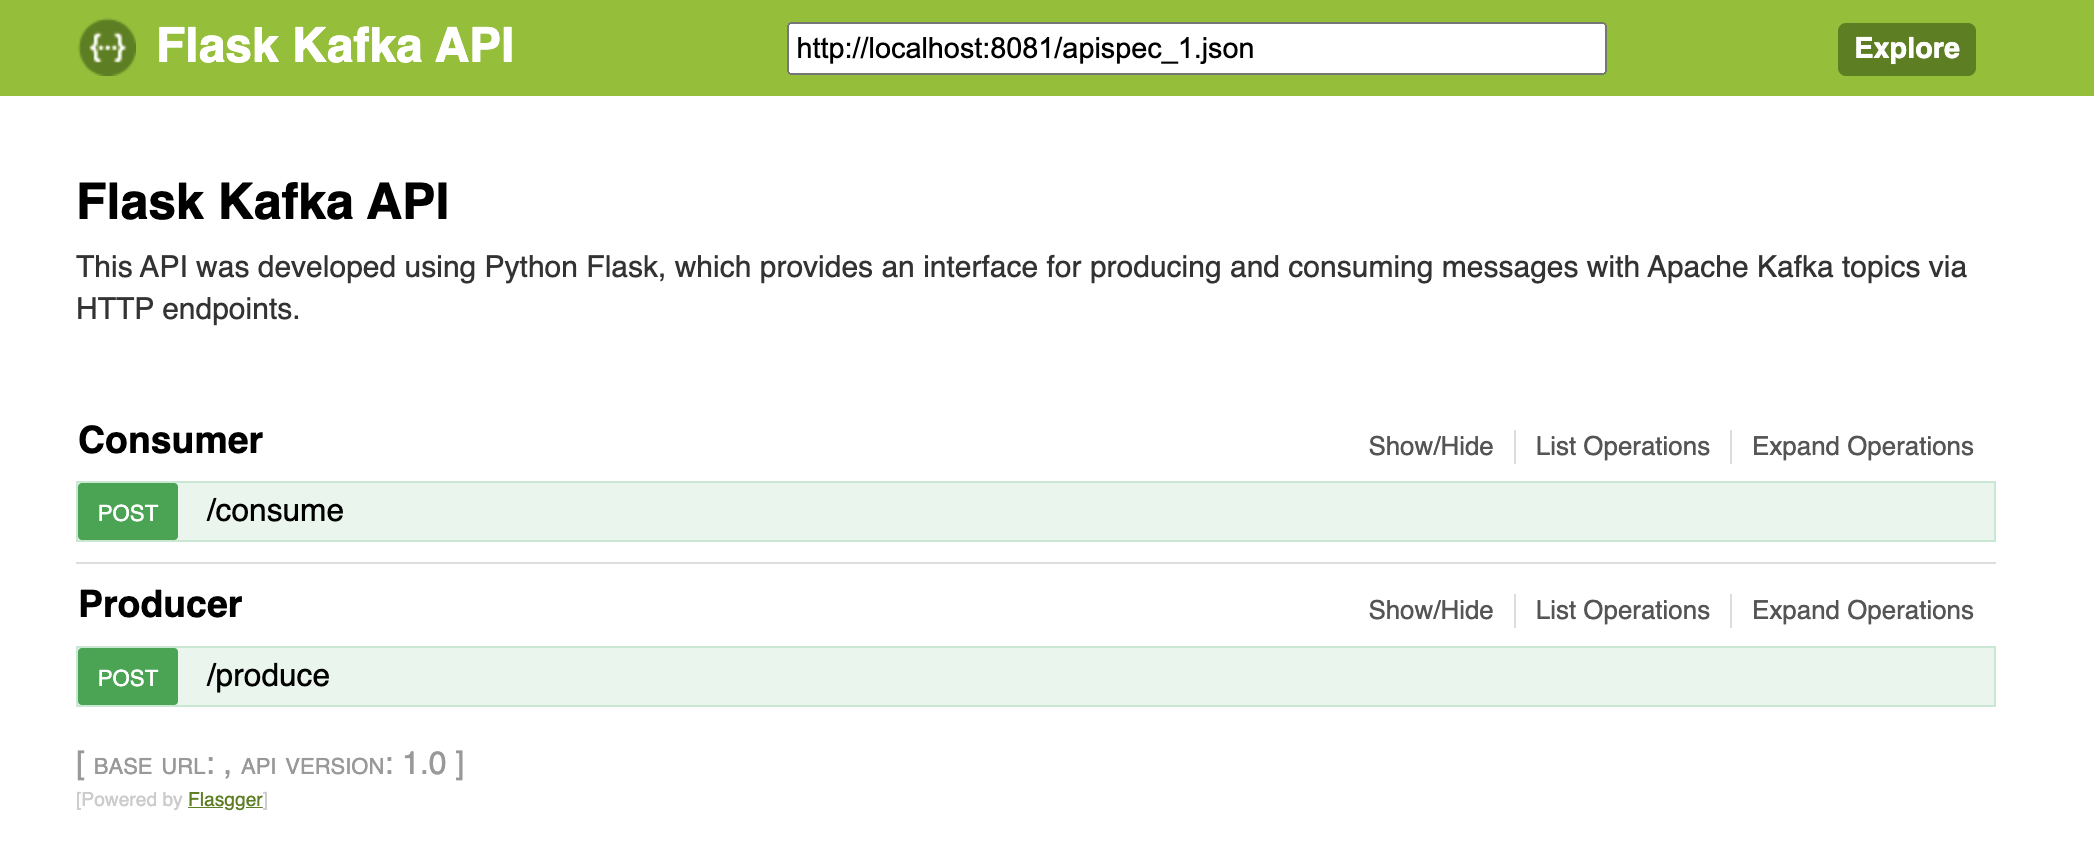 {···} Flask Kafka API http://localhost:8081/apispec_1.json Explore
Flask Kafka API
This API was developed using Python Flask, which provides an interface for producing and consuming messages with Apache Kafka topics via
HTTP endpoints.
Consumer Show/Hide List Operations Expand Operations
POST /consume
Producer Show/Hide List Operations Expand Operations
POST /produce
[ BASE URL: , API VERSION: 1.0 ]
[Powered by Flasgger]